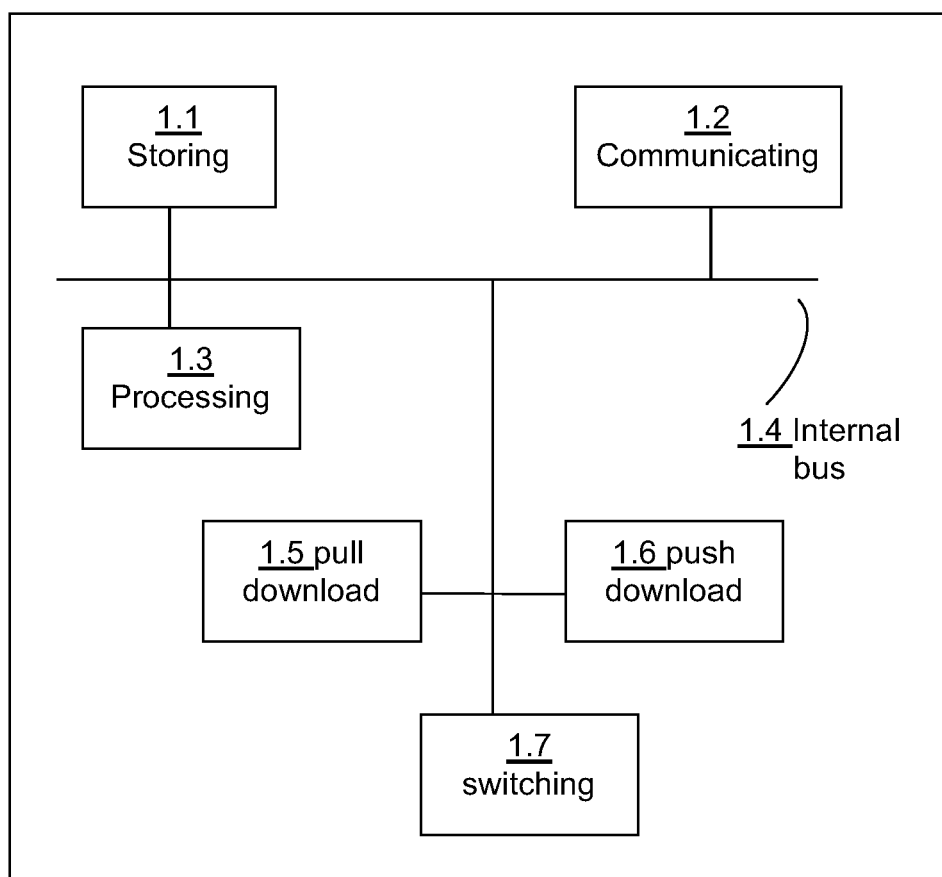 1.1
Storing
1.2
Communicating
1.3
Processing
1.4 Internal
bus
1.5 pull
download
1.6 push
download
1.7
switching